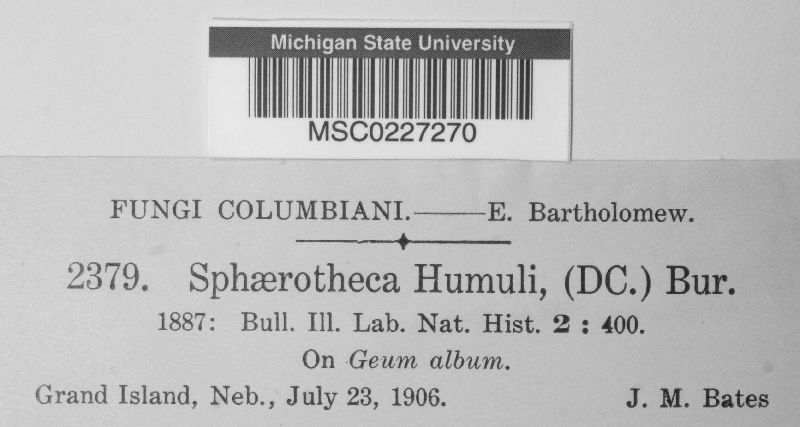 Michigan State University
MSC0227270
FUNGI COLUMBIANI.——E. Bartholomew.
2379. Sphærotheca Humuli, (DC.) Bur.
1887: Bull. Ill. Lab. Nat. Hist. 2 : 400.
On Geum album.
Grand Island, Neb., July 23, 1906. J. M. Bates